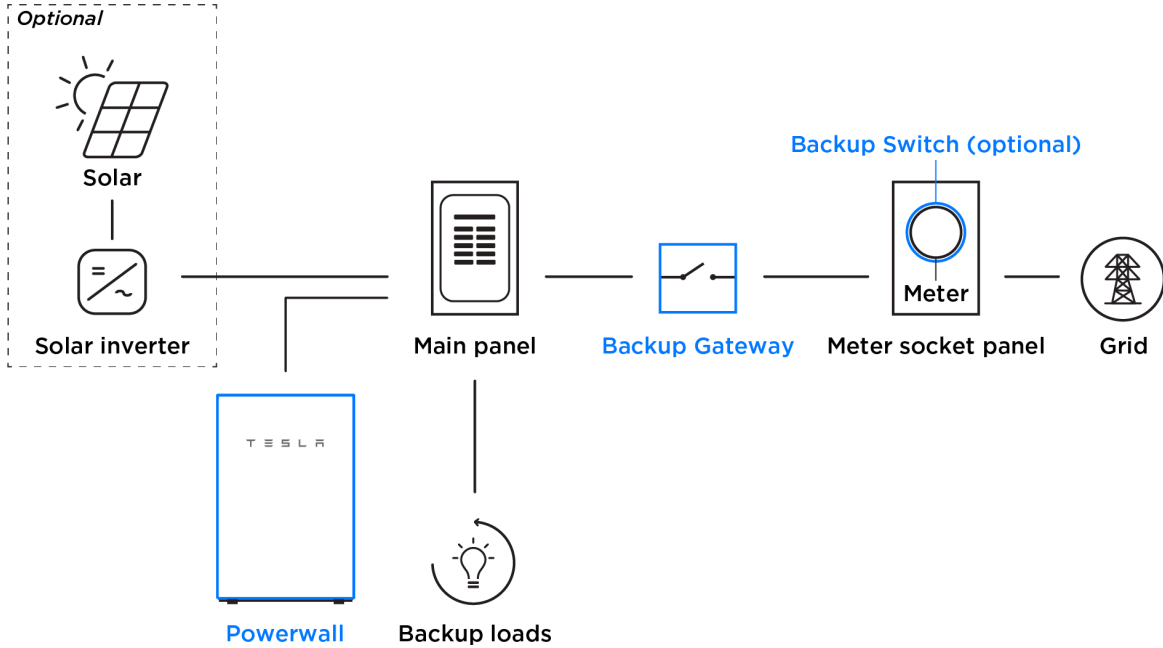 Optional
Solar
Solar inverter
Backup Switch (optional)
Meter
Main panel
Backup Gateway
Meter socket panel
Grid
TESLA
Powerwall
Backup loads